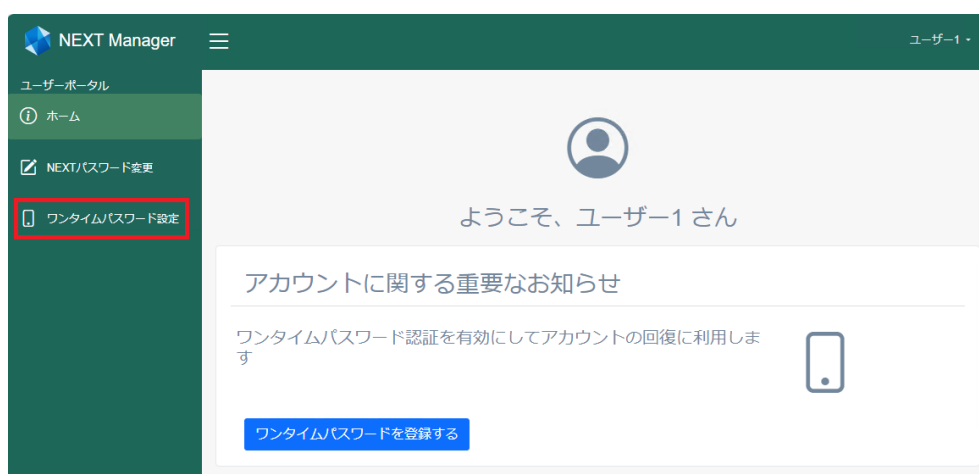 NEXT Manager
ユーザー1
ユーザーポータル
ホーム
NEXTパスワード変更
ワンタイムパスワード設定
ようこそ、ユーザー1 さん
アカウントに関する重要なお知らせ
ワンタイムパスワード認証を有効にしてアカウントの回復に利用しま
す
ワンタイムパスワードを登録する